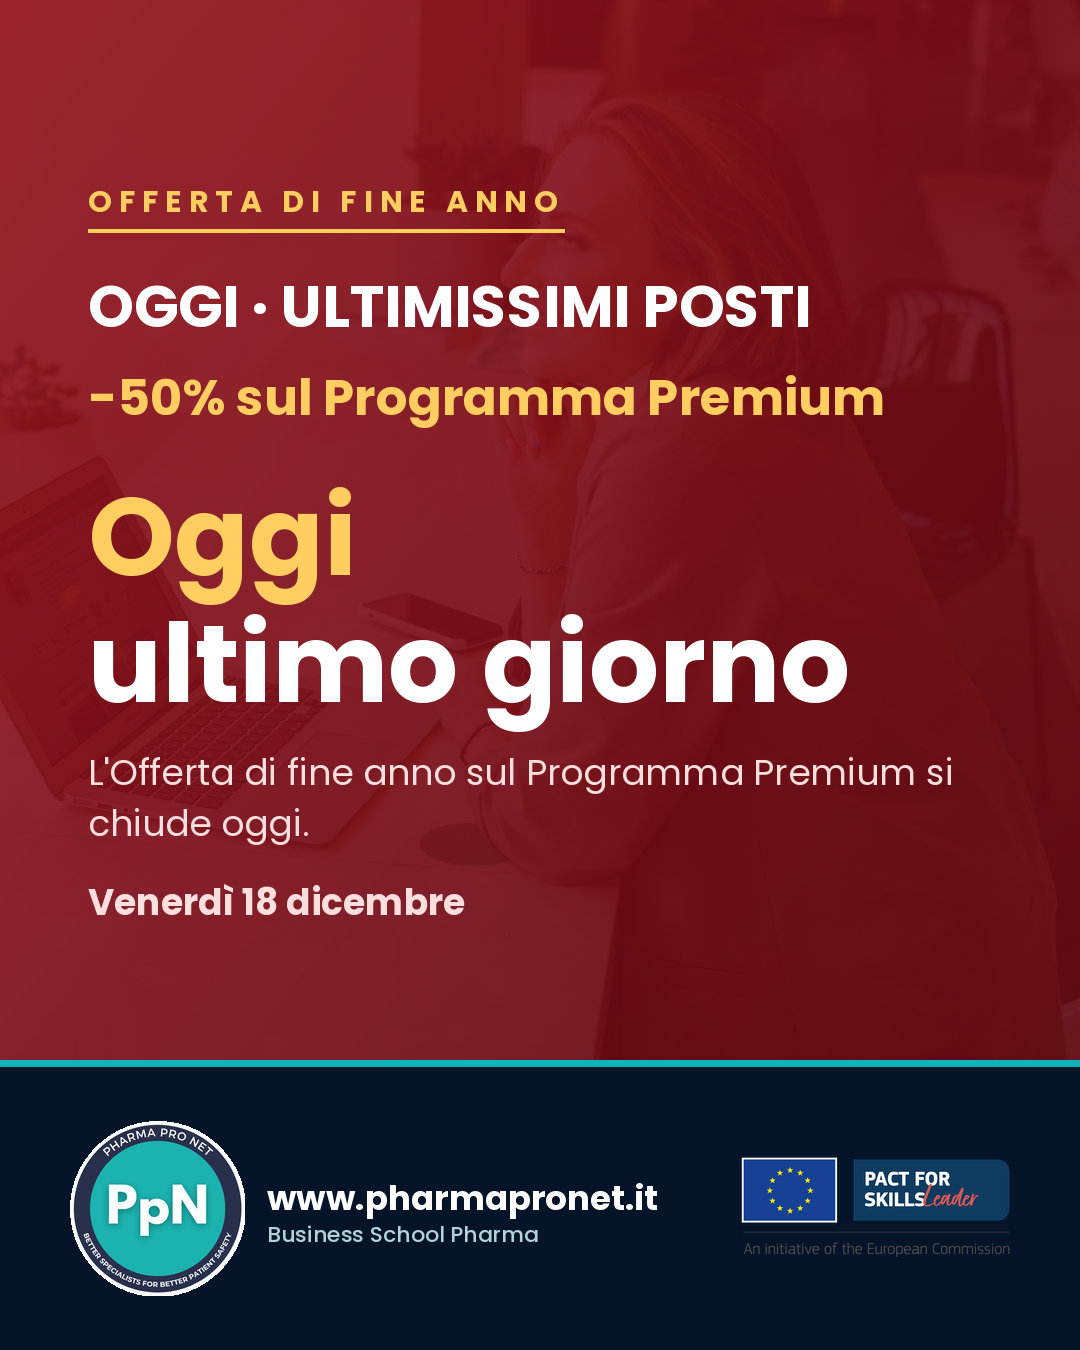 OFFERTA DI FINE ANNO
OGGI · ULTIMISSIMI POSTI
-50% sul Programma Premium
Oggi
ultimo giorno
L'Offerta di fine anno sul Programma Premium si
chiude oggi.
Venerdì 18 dicembre
PHARMA PRO NET
PpN
BETTER SPECIALISTS FOR BETTER PATIENT SAFETY
www.pharmapronet.it
Business School Pharma
PACT FOR
SKILLS Leader
An initiative of the European Commission